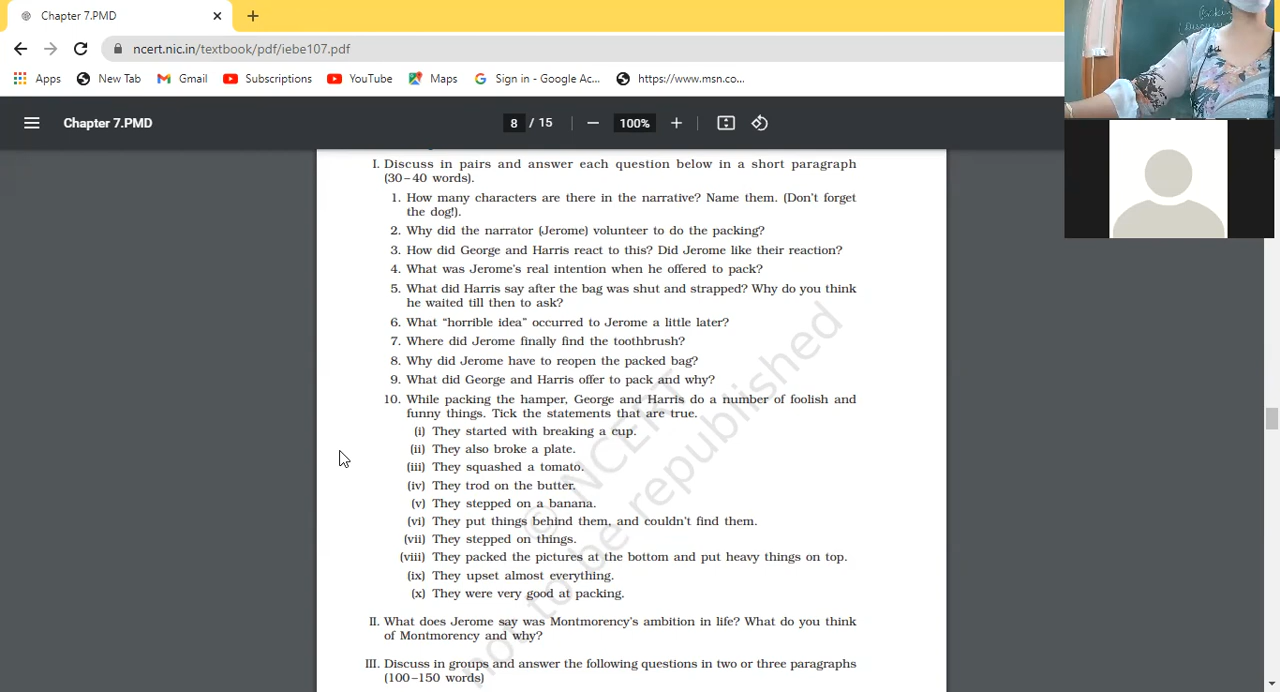 Chapter 7.PMD
ncert.nic.in/textbook/pdf/iebe107.pdf
Apps New Tab Gmail Subscriptions YouTube Maps Sign in - Google Ac... https://www.msn.co...
Chapter 7.PMD 8 / 15 100%
I. Discuss in pairs and answer each question below in a short paragraph
(30–40 words).
1. How many characters are there in the narrative? Name them. (Don't forget
the dog!).
2. Why did the narrator (Jerome) volunteer to do the packing?
3. How did George and Harris react to this? Did Jerome like their reaction?
4. What was Jerome's real intention when he offered to pack?
5. What did Harris say after the bag was shut and strapped? Why do you think
he waited till then to ask?
6. What “horrible idea” occurred to Jerome a little later?
7. Where did Jerome finally find the toothbrush?
8. Why did Jerome have to reopen the packed bag?
9. What did George and Harris offer to pack and why?
10. While packing the hamper, George and Harris do a number of foolish and
funny things. Tick the statements that are true.
(i) They started with breaking a cup.
(ii) They also broke a plate.
(iii) They squashed a tomato.
(iv) They trod on the butter.
(v) They stepped on a banana.
(vi) They put things behind them, and couldn't find them.
(vii) They stepped on things.
(viii) They packed the pictures at the bottom and put heavy things on top.
(ix) They upset almost everything.
(x) They were very good at packing.
II. What does Jerome say was Montmorency's ambition in life? What do you think
of Montmorency and why?
III. Discuss in groups and answer the following questions in two or three paragraphs
(100–150 words)
© NCERT
not to be republished